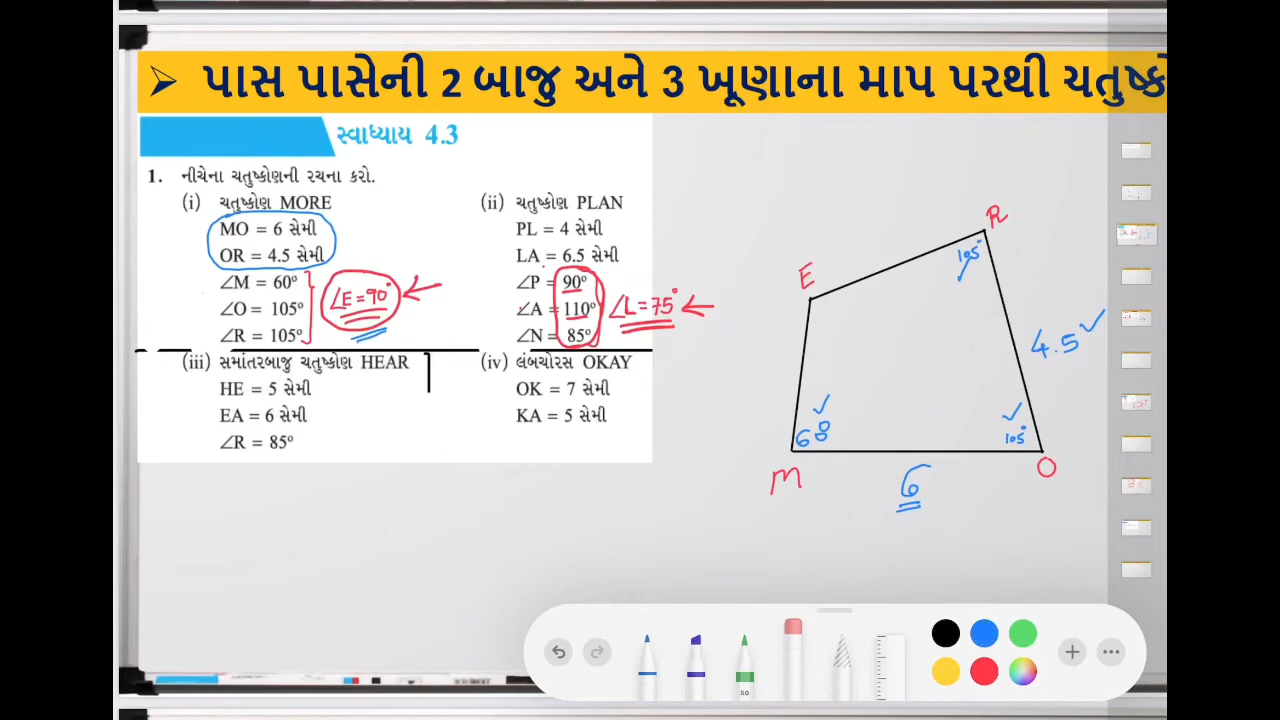 ➢ પાસ પાસેની 2 બાજુ અને 3 ખૂણાના માપ પરથી
સ્વાધ્યાય 4.3
1. નીચેના ચતુષ્કોણની રચના કરો.
(i) ચતુષ્કોણ MORE
MO = 6 સેમી
OR = 4.5 સેમી
∠M = 60°
∠O = 105°
∠R = 105°
∠E = 90°
(ii) ચતુષ્કોણ PLAN
PL = 4 સેમી
LA = 6.5 સેમી
∠P = 90°
∠A = 110°
∠N = 85°
∠L = 75°
(iii) સમાંતરબાજુ ચતુષ્કોણ HEAR
HE = 5 સેમી
EA = 6 સેમી
∠R = 85°
(iv) લંબચોરસ OKAY
OK = 7 સેમી
KA = 5 સેમી
R
105°
E
4.5
60°
105°
M
O
6
50